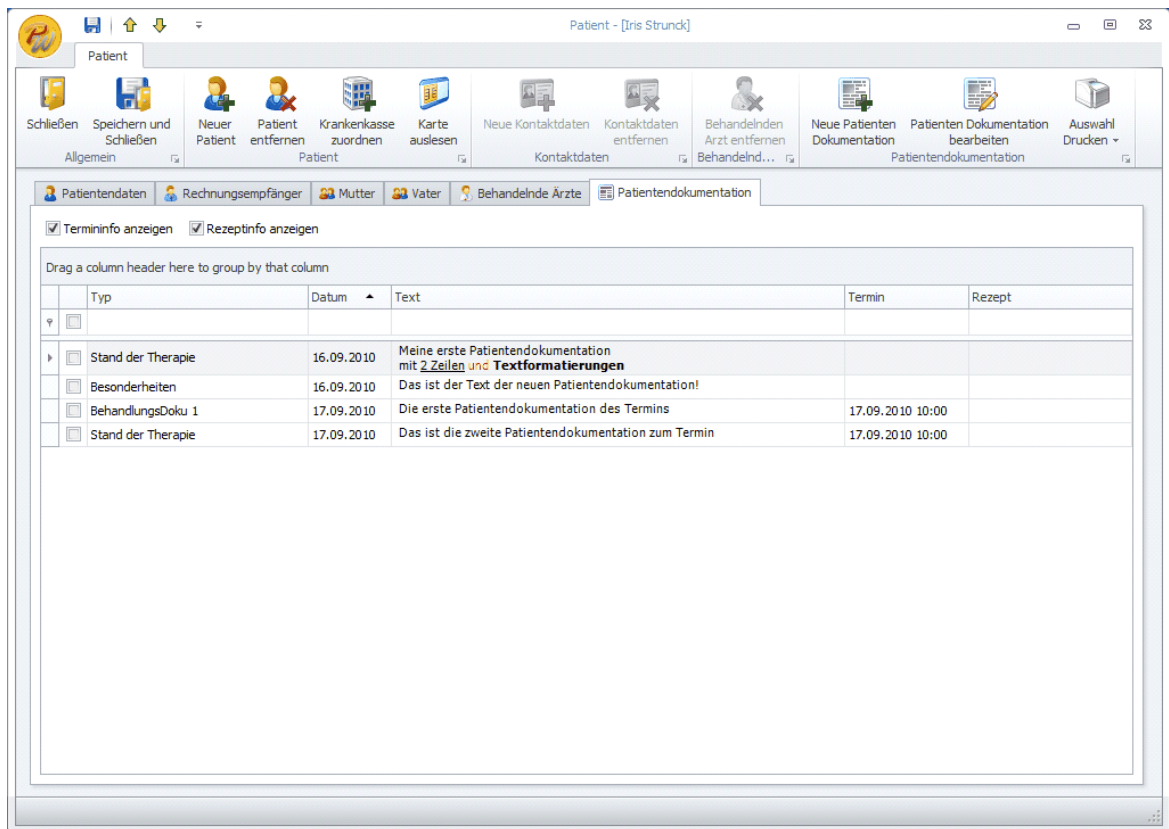 PW
Patient - [Iris Strunck]
Patient
Schließen
Speichern und Schließen
Neuer Patient
Patient entfernen
Krankenkasse zuordnen
Karte auslesen
Neue Kontaktdaten
Kontaktdaten entfernen
Behandelnden Arzt entfernen
Neue Patienten Dokumentation
Patienten Dokumentation bearbeiten
Auswahl Drucken
Allgemein
Patient
Kontaktdaten
Behandelnd...
Patientendokumentation
Patientendaten
Rechnungsempfänger
Mutter
Vater
Behandelnde Ärzte
Patientendokumentation
Termininfo anzeigen
Rezeptinfo anzeigen
Drag a column header here to group by that column
Typ Datum Text Termin Rezept
Stand der Therapie 16.09.2010 Meine erste Patientendokumentation
mit 2 Zeilen und Textformatierungen
Besonderheiten 16.09.2010 Das ist der Text der neuen Patientendokumentation!
BehandlungsDoku 1 17.09.2010 Die erste Patientendokumentation des Termins 17.09.2010 10:00
Stand der Therapie 17.09.2010 Das ist die zweite Patientendokumentation zum Termin 17.09.2010 10:00